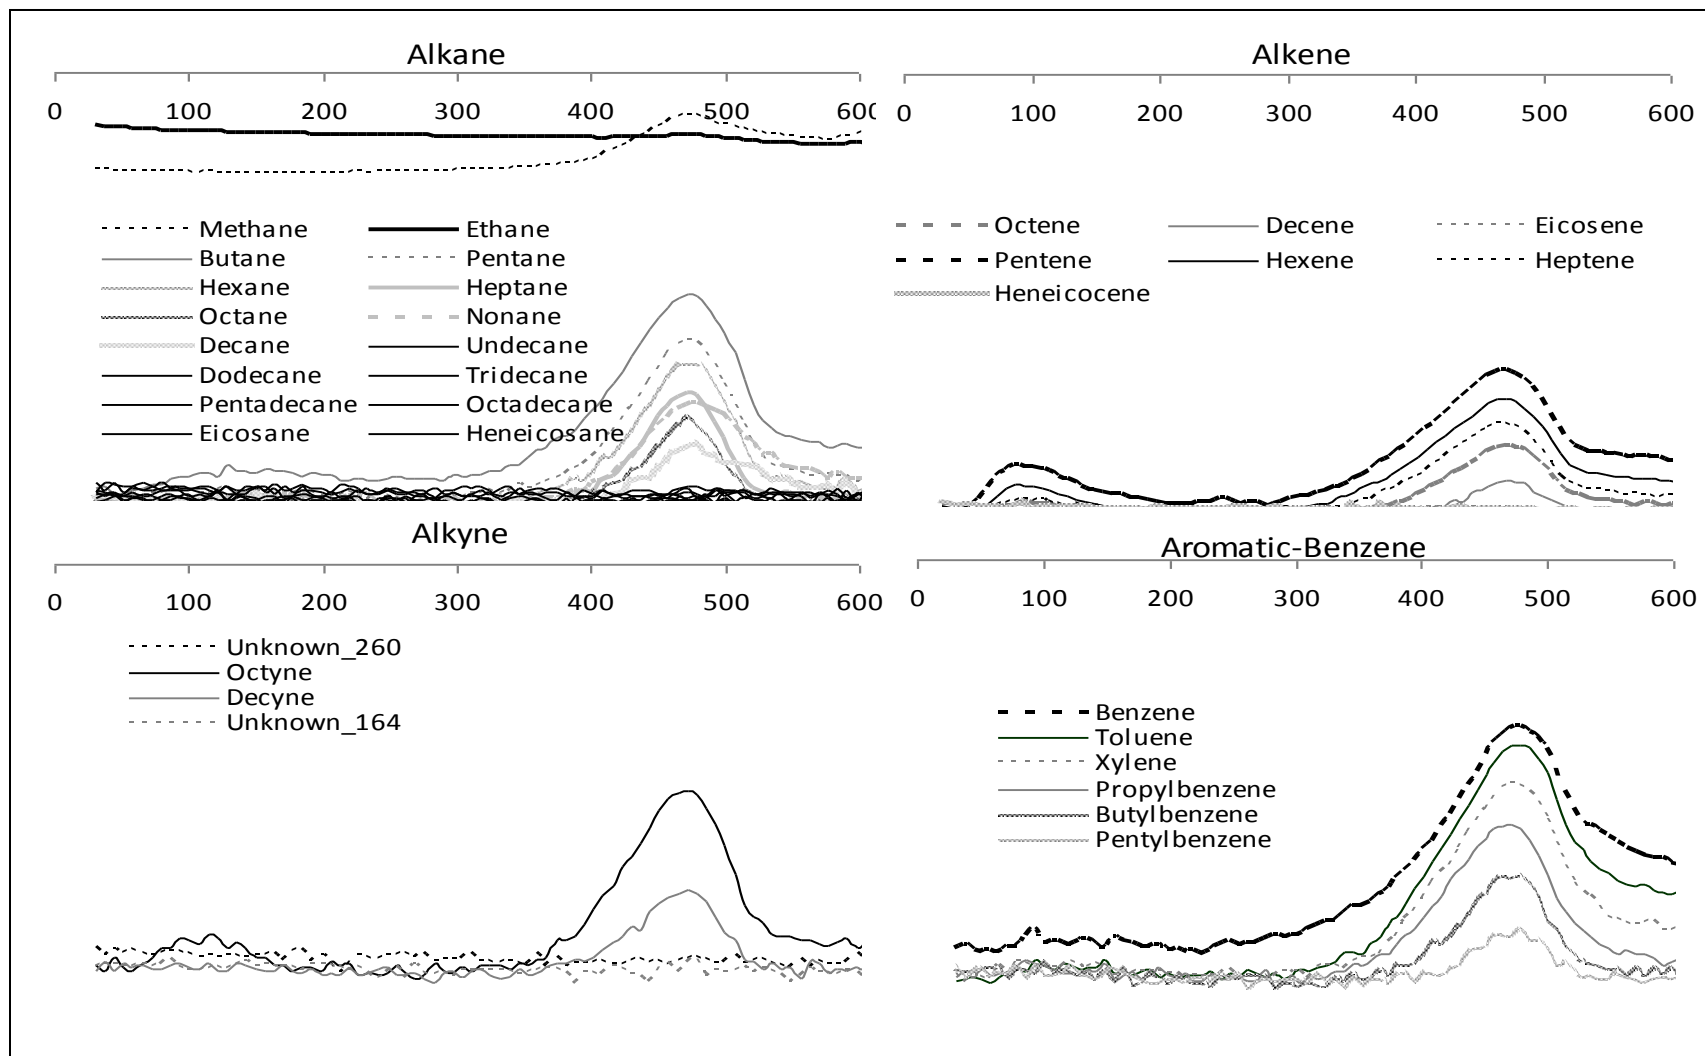 Alkane
0 100 200 300 400 500 600
Methane Ethane
Butane Pentane
Hexane Heptane
Octane Nonane
Decane Undecane
Dodecane Tridecane
Pentadecane Octadecane
Eicosane Heneicosane
Alkene
0 100 200 300 400 500 600
Octene Decene Eicosene
Pentene Hexene Heptene
Heneicocene
Alkyne
0 100 200 300 400 500 600
Unknown_260
Octyne
Decyne
Unknown_164
Aromatic-Benzene
0 100 200 300 400 500 600
Benzene
Toluene
Xylene
Propylbenzene
Butylbenzene
Pentylbenzene